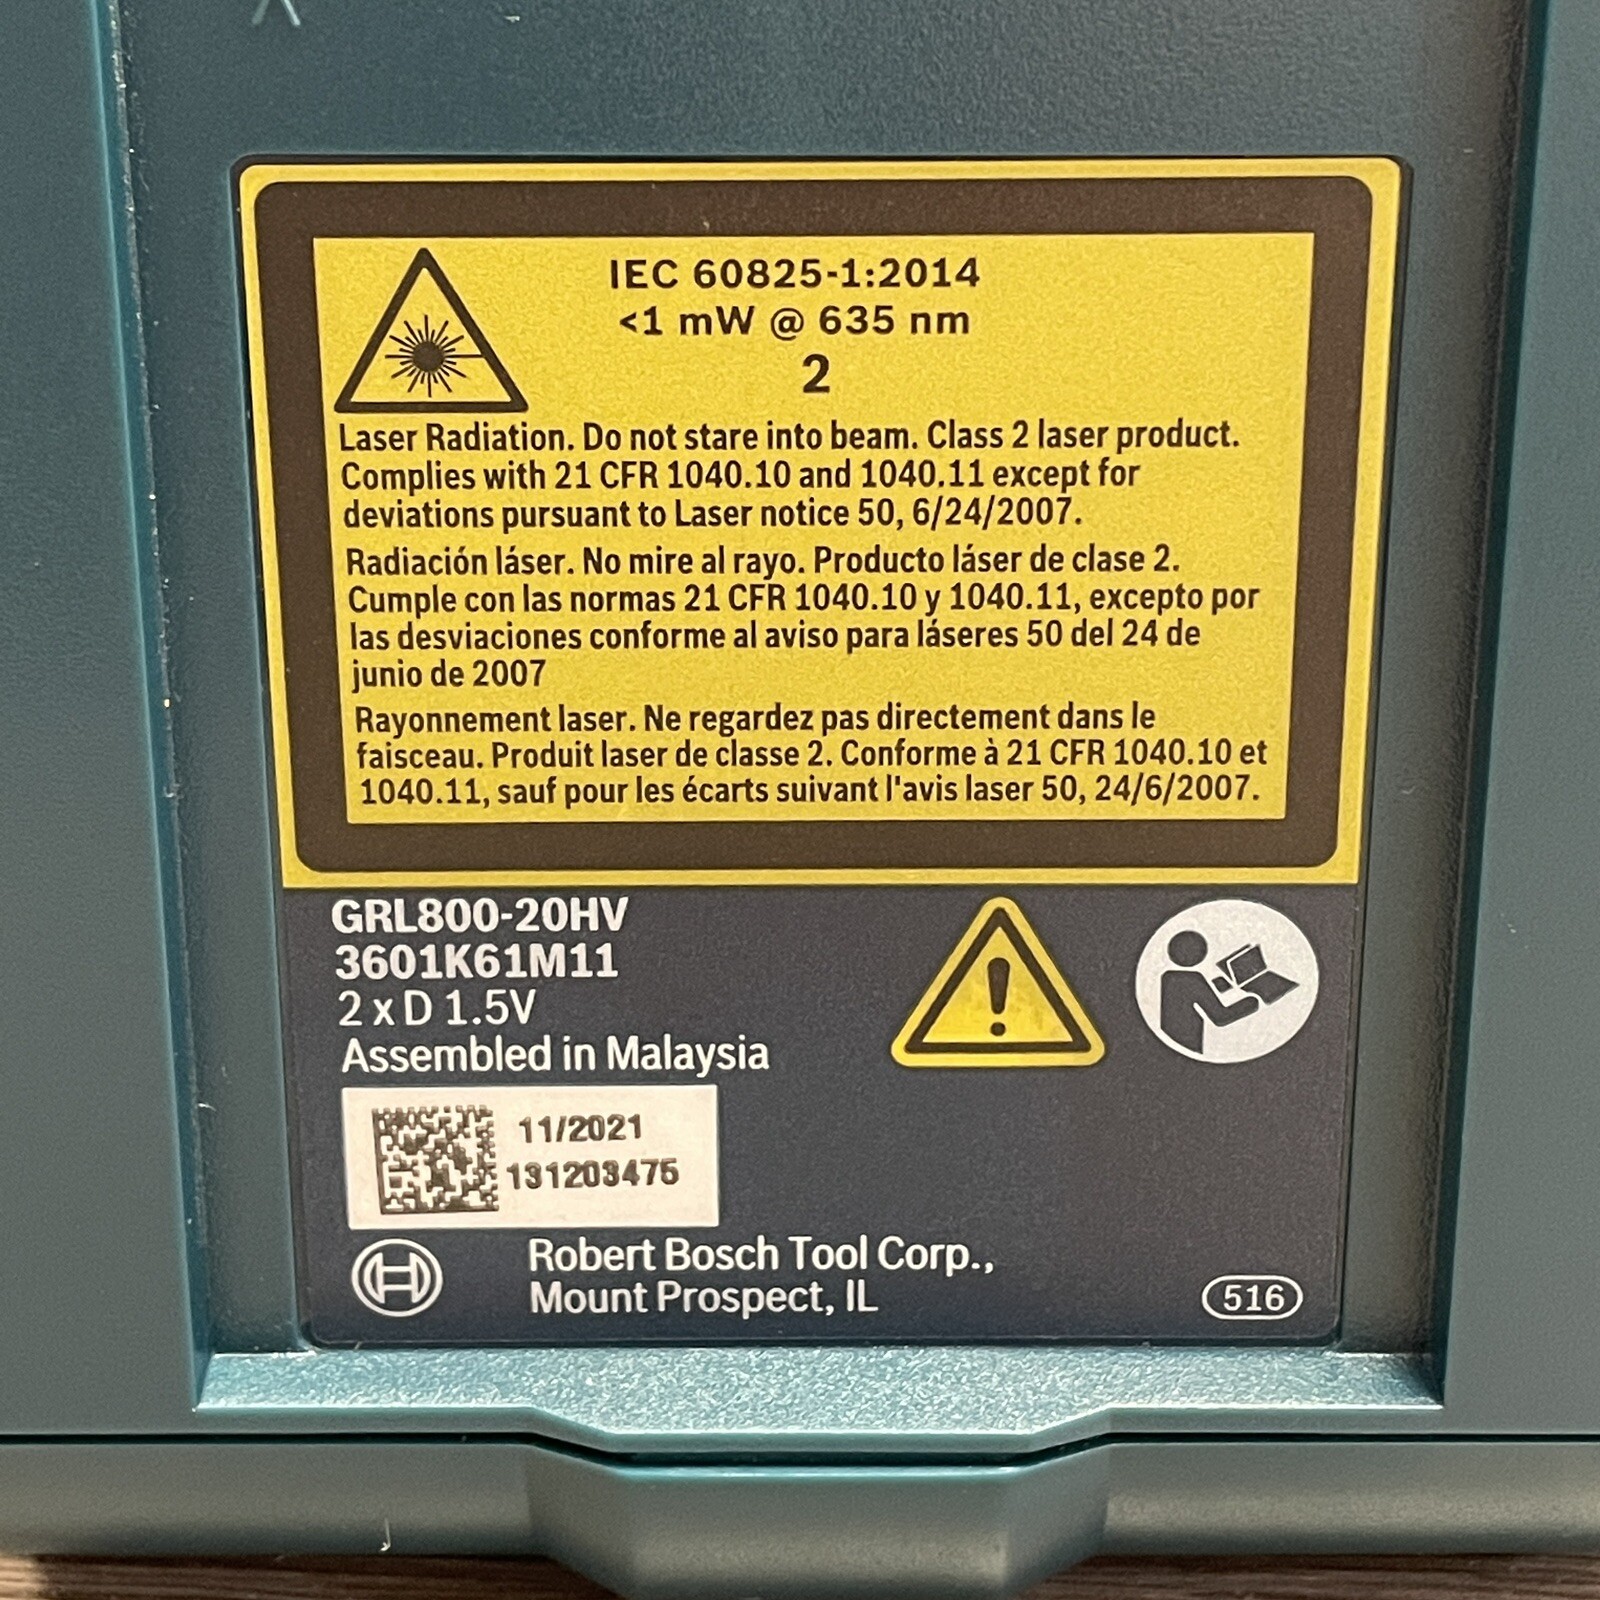 IEC 60825-1:2014
<1 mW @ 635 nm
2
Laser Radiation. Do not stare into beam. Class 2 laser product.
Complies with 21 CFR 1040.10 and 1040.11 except for
deviations pursuant to Laser notice 50, 6/24/2007.
Radiación láser. No mire al rayo. Producto láser de clase 2.
Cumple con las normas 21 CFR 1040.10 y 1040.11, excepto por
las desviaciones conforme al aviso para láseres 50 del 24 de
junio de 2007
Rayonnement laser. Ne regardez pas directement dans le
faisceau. Produit laser de classe 2. Conforme à 21 CFR 1040.10 et
1040.11, sauf pour les écarts suivant l'avis laser 50, 24/6/2007.
GRL800-20HV
3601K61M11
2 x D 1.5V
Assembled in Malaysia
11/2021
131203475
Robert Bosch Tool Corp.,
Mount Prospect, IL
516